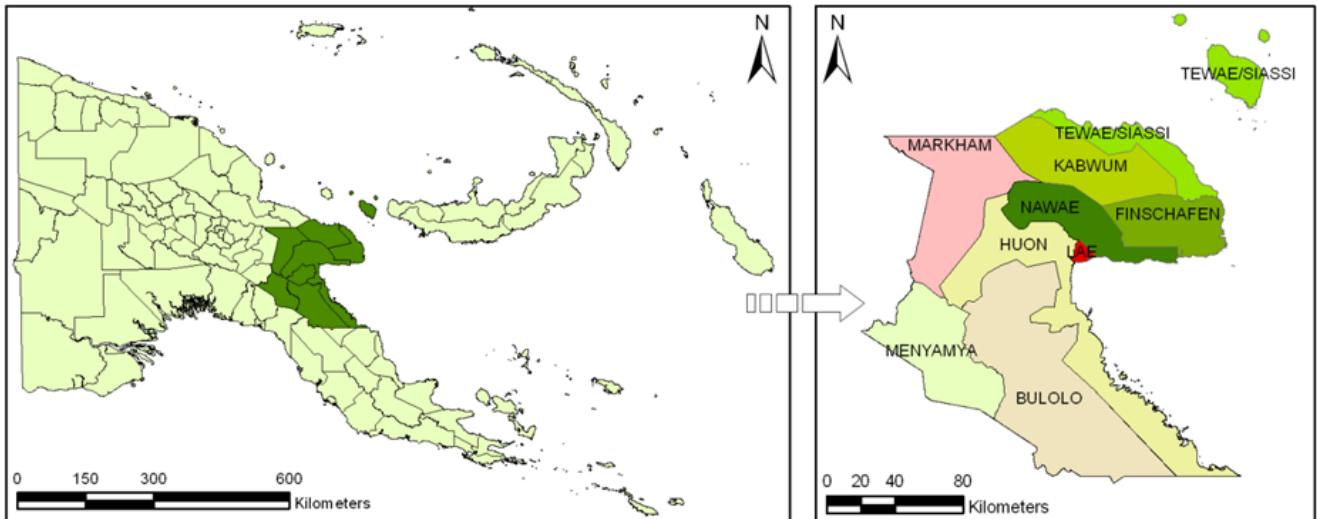 N
0 150 300 600
Kilometers
N
TEWAE/SIASSI
TEWAE/SIASSI
MARKHAM
KABWUM
NAWAE
FINSCHAFEN
HUON
LAE
MENYAMYA
BULOLO
0 20 40 80
Kilometers